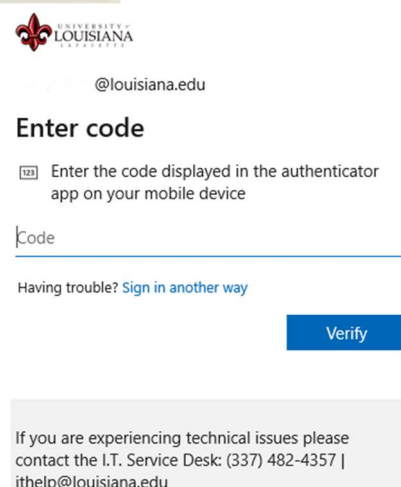 UNIVERSITY of
LOUISIANA
LAFAYETTE
@louisiana.edu
Enter code
123 Enter the code displayed in the authenticator
app on your mobile device
Code
Having trouble? Sign in another way
Verify
If you are experiencing technical issues please
contact the I.T. Service Desk: (337) 482-4357 |
ithelp@louisiana.edu